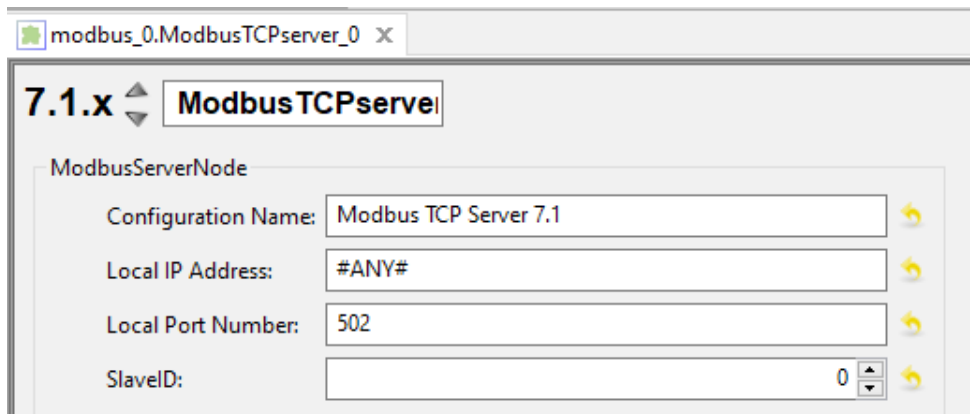 modbus_0.ModbusTCPserver_0 X
7.1.x ModbusTCPserver
ModbusServerNode
Configuration Name: Modbus TCP Server 7.1
Local IP Address: #ANY#
Local Port Number: 502
SlaveID: 0